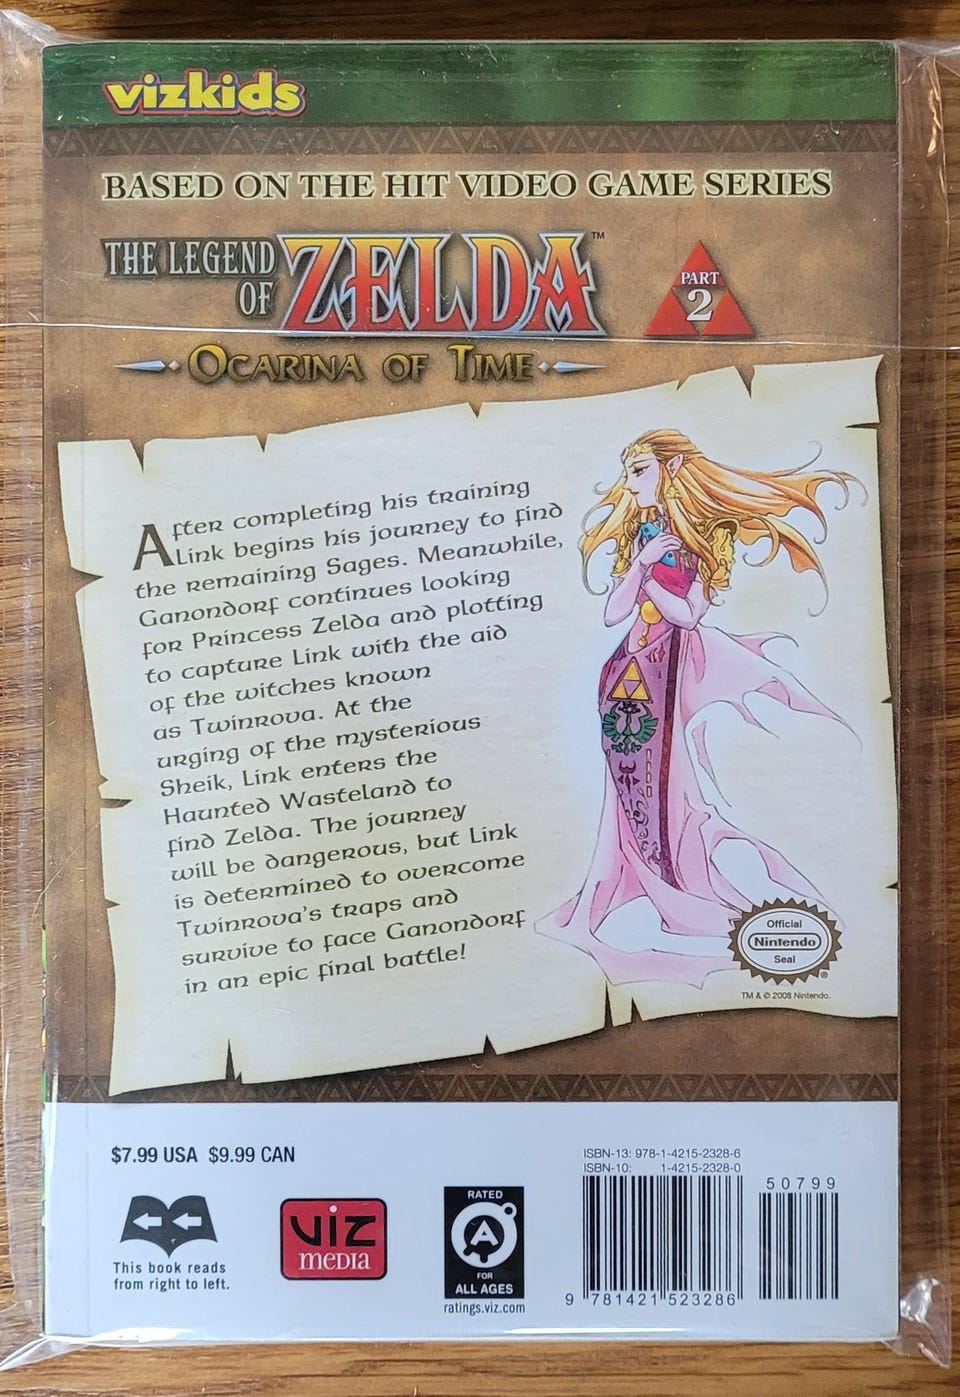 vizkids
BASED ON THE HIT VIDEO GAME SERIES
THE LEGEND
OF
ZELDA™
PART
2
OCARINA OF TIME
After completing his training
Link begins his journey to find
the remaining Sages. Meanwhile,
Ganondorf continues looking
for Princess Zelda and plotting
to capture Link with the aid
of the witches known
as Twinrova. At the
urging of the mysterious
Sheik, Link enters the
Haunted Wasteland to
find Zelda. The journey
will be dangerous, but Link
is determined to overcome
Twinrova's traps and
survive to face Ganondorf
in an epic final battle!
Official
Nintendo
Seal
®
TM & © 2008 Nintendo.
$7.99 USA $9.99 CAN
This book reads
from right to left.
VIZ
MEDIA
RATED
A
FOR
ALL AGES
ratings.viz.com
ISBN-13: 978-1-4215-2328-6
ISBN-10: 1-4215-2328-0
50799
9 781421 523286